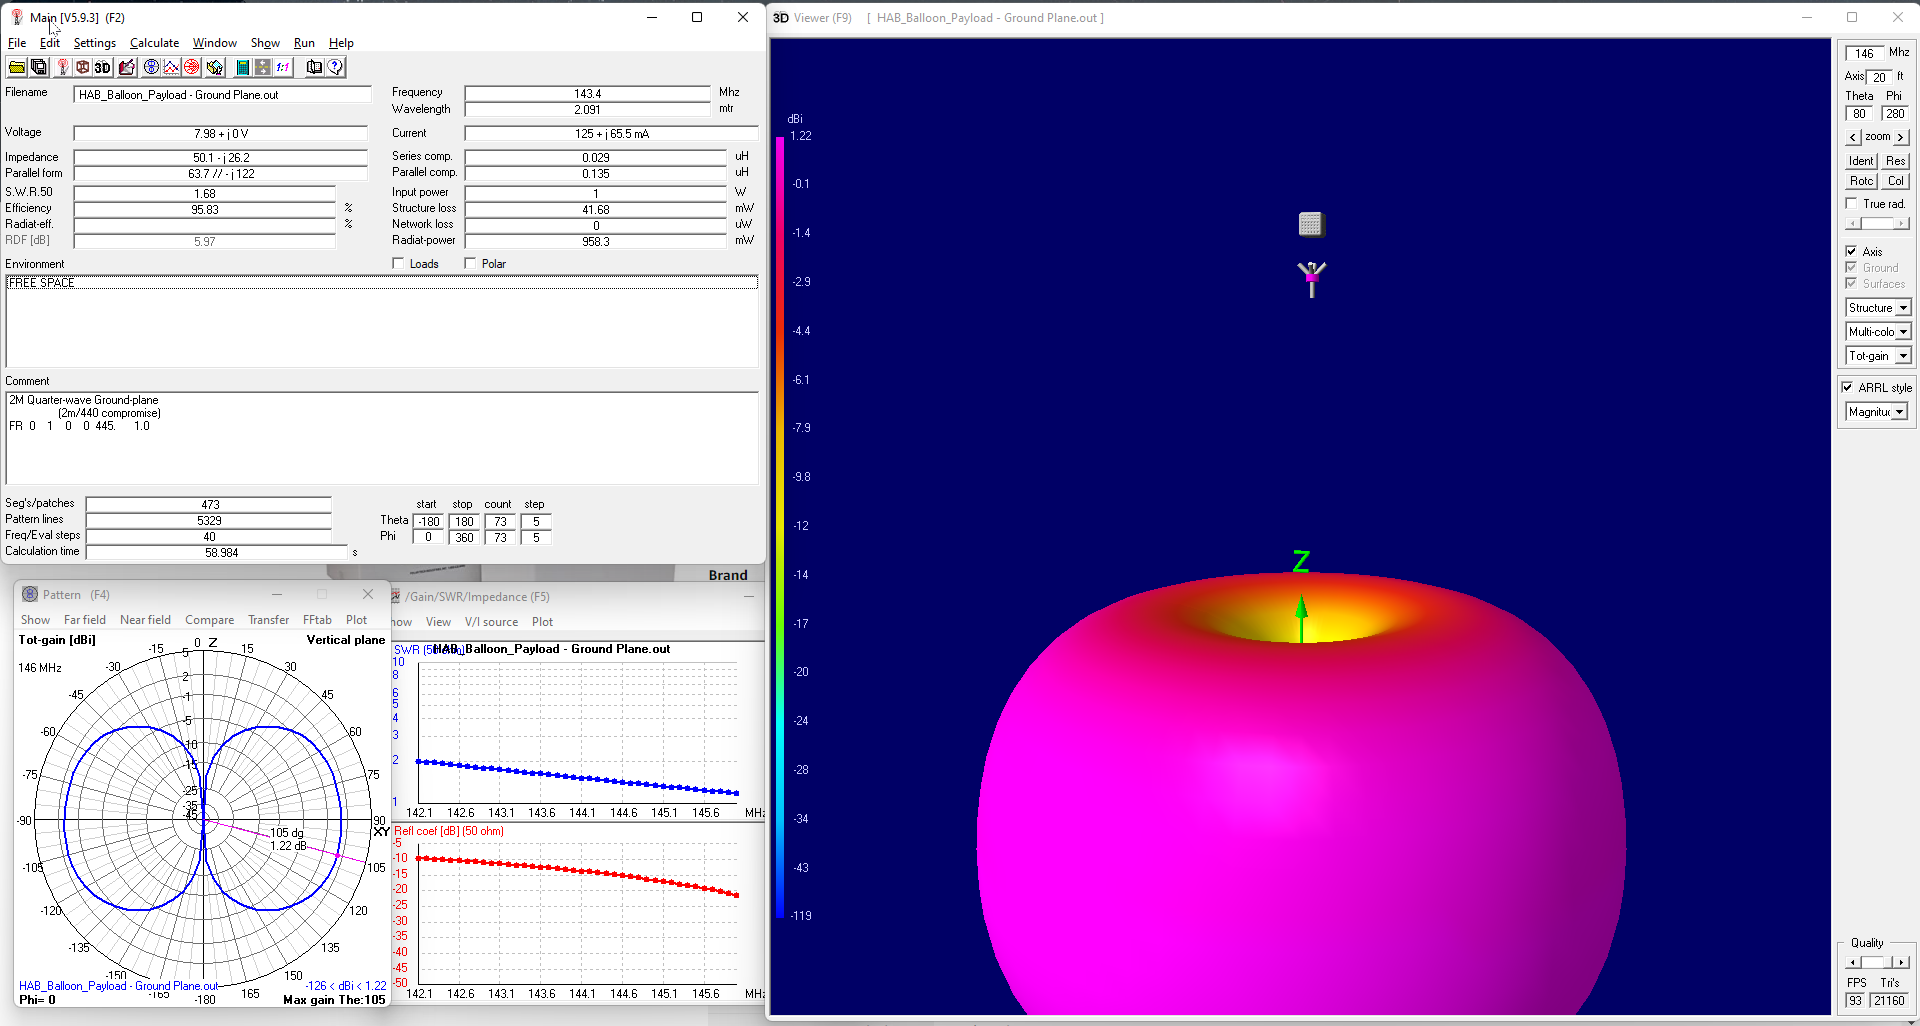 Main [V5.9.3] (F2)
File Edit Settings Calculate Window Show Run Help
3D 1:1
Filename HAB_Balloon_Payload - Ground Plane.out
Frequency 143.4 Mhz
Wavelength 2.091 mtr
Voltage 7.98 + j 0 V
Current 125 + j 65.5 mA
Impedance 50.1 - j 26.2
Series comp. 0.029 uH
Parallel form 63.7 // - j 122
Parallel comp. 0.135 uH
S.W.R.50 1.68
Input power 1 W
Efficiency 95.83 %
Structure loss 41.68 mW
Radiat-eff. %
Network loss 0 uW
RDF [dB] 5.97
Radiat-power 958.3 mW
Environment
Loads Polar
FREE SPACE
Comment
2M Quarter-wave Ground-plane
(2m/440 compromise)
FR 0 1 0 0 445. 1.0
Seg's/patches 473
Pattern lines 5329
Freq/Eval steps 40
Calculation time 58.984 s
start stop count step
Theta -180 180 73 5
Phi 0 360 73 5
Brand
Pattern (F4)
Show Far field Near field Compare Transfer FFtab Plot
Tot-gain [dBi]
Vertical plane
146 MHz
0 Z
-15 15
-30 30
-45 45
-60 60
-75 75
-90 90
XY
-105 105
-120 120
-135 135
-150 150
-165 165
-180
5
2
-1
-5
-10
-15
-25
-35
-45
105 dg
1.22 dB
HAB_Balloon_Payload - Ground Plane.out
-126 < dBi < 1.22
Phi= 0
Max gain The:105
/Gain/SWR/Impedance (F5)
how View V/I source Plot
HAB_Balloon_Payload - Ground Plane.out
10
8
6
5
4
3
2
1
142.1 142.6 143.1 143.6 144.1 144.6 145.1 145.6 MHz
Refl coef [dB] (50 ohm)
-5
-10
-15
-20
-25
-30
-35
-40
-45
-50
142.1 142.6 143.1 143.6 144.1 144.6 145.1 145.6 MHz
3D Viewer (F9) [ HAB_Balloon_Payload - Ground Plane.out ]
dBi
1.22
-0.1
-1.4
-2.9
-4.4
-6.1
-7.9
-9.8
-12
-14
-17
-20
-24
-28
-34
-43
-119
Z
146 Mhz
Axis 20 ft
Theta Phi
80 280
< zoom >
Ident Res
Rotc Col
True rad.
Axis
Ground
Surfaces
Structure
Multi-colo
Tot-gain
ARRL style
Magnituc
Quality
FPS Tri's
93 21160